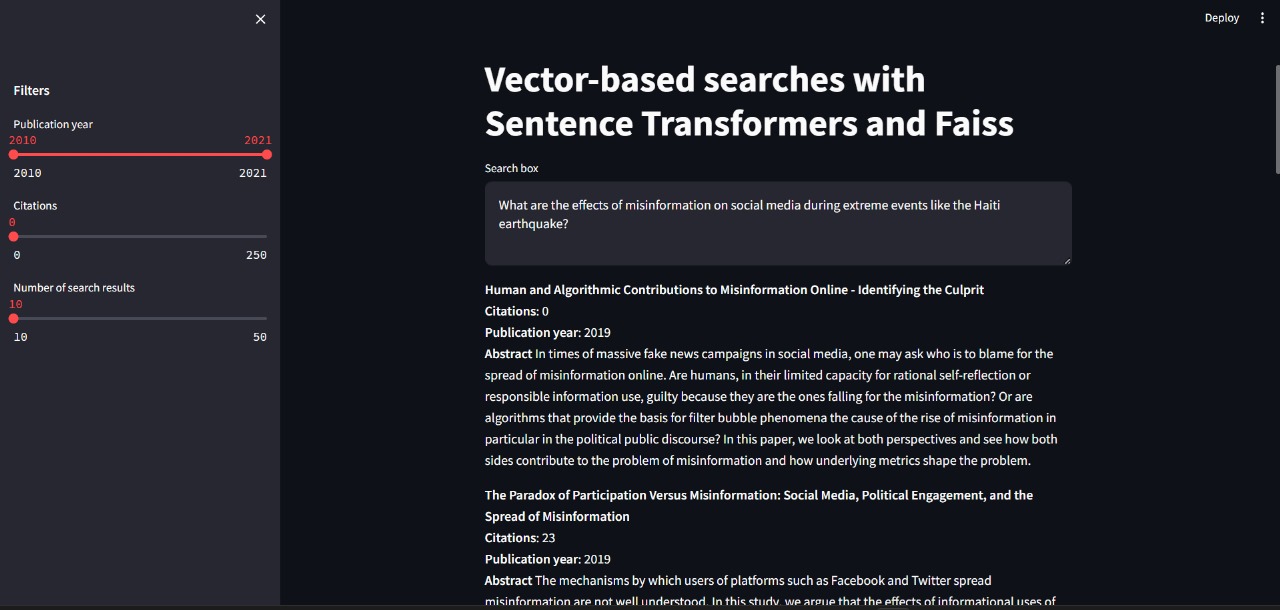 Deploy
Filters
Publication year
2010 2021
2010 2021
Citations
0
0 250
Number of search results
10
10 50
Vector-based searches with
Sentence Transformers and Faiss
Search box
What are the effects of misinformation on social media during extreme events like the Haiti
earthquake?
Human and Algorithmic Contributions to Misinformation Online - Identifying the Culprit
Citations: 0
Publication year: 2019
Abstract In times of massive fake news campaigns in social media, one may ask who is to blame for the
spread of misinformation online. Are humans, in their limited capacity for rational self-reflection or
responsible information use, guilty because they are the ones falling for the misinformation? Or are
algorithms that provide the basis for filter bubble phenomena the cause of the rise of misinformation in
particular in the political public discourse? In this paper, we look at both perspectives and see how both
sides contribute to the problem of misinformation and how underlying metrics shape the problem.
The Paradox of Participation Versus Misinformation: Social Media, Political Engagement, and the
Spread of Misinformation
Citations: 23
Publication year: 2019
Abstract The mechanisms by which users of platforms such as Facebook and Twitter spread
misinformation are not well understood. In this study, we argue that the effects of informational uses of